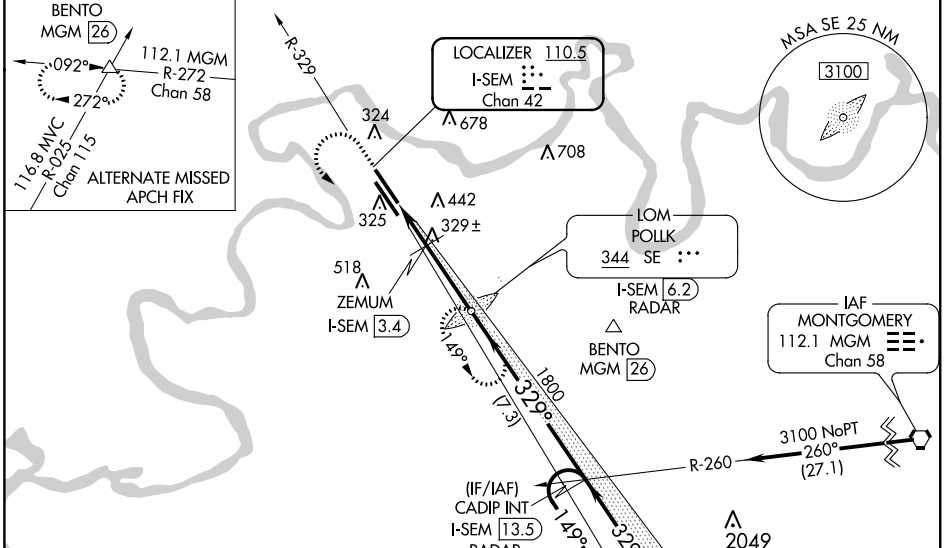 BENTO
MGM 26
092°
272°
112.1 MGM
R-272
Chan 58
116.8 MVC
R-025
Chan 115
ALTERNATE MISSED
APCH FIX
R-329
LOCALIZER 110.5
I-SEM
Chan 42
MSA SE 25 NM
3100
324
678
708
325
442
329±
518
ZEMUM
I-SEM 3.4
LOM
POLLK
344 SE
I-SEM 6.2
RADAR
BENTO
MGM 26
IAF
MONTGOMERY
112.1 MGM
Chan 58
149°
1800
329°
(7.3)
3100 NoPT
260°
(27.1)
R-260
(IF/IAF)
CADIP INT
I-SEM 13.5
RADAR
149°
329
2049